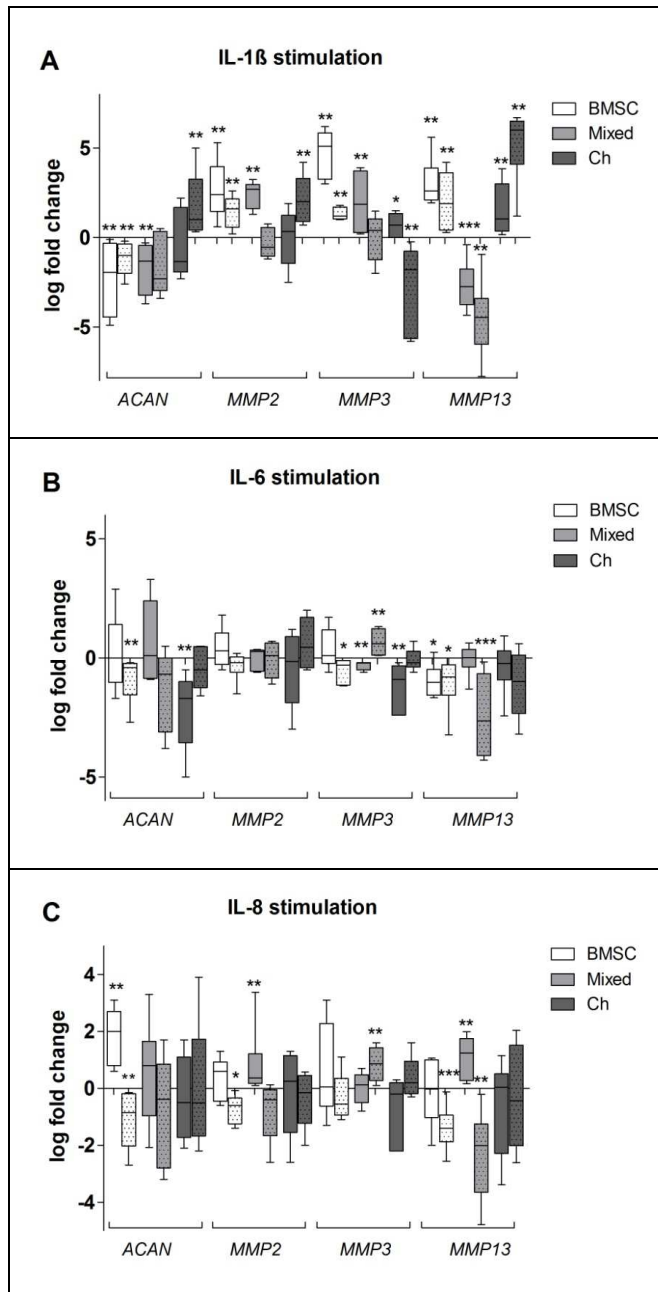 A
IL-1ß stimulation
BMSC
Mixed
Ch
log fold change
5
0
-5
** ** ** ** ** ** ** ** ** ** ** * ** ** ** *** ** ** **
ACAN MMP2 MMP3 MMP13
B
IL-6 stimulation
BMSC
Mixed
Ch
log fold change
5
0
-5
** ** * ** ** ** * * ***
ACAN MMP2 MMP3 MMP13
C
IL-8 stimulation
BMSC
Mixed
Ch
log fold change
4
2
0
-2
-4
** ** * ** ** *** ** **
ACAN MMP2 MMP3 MMP13